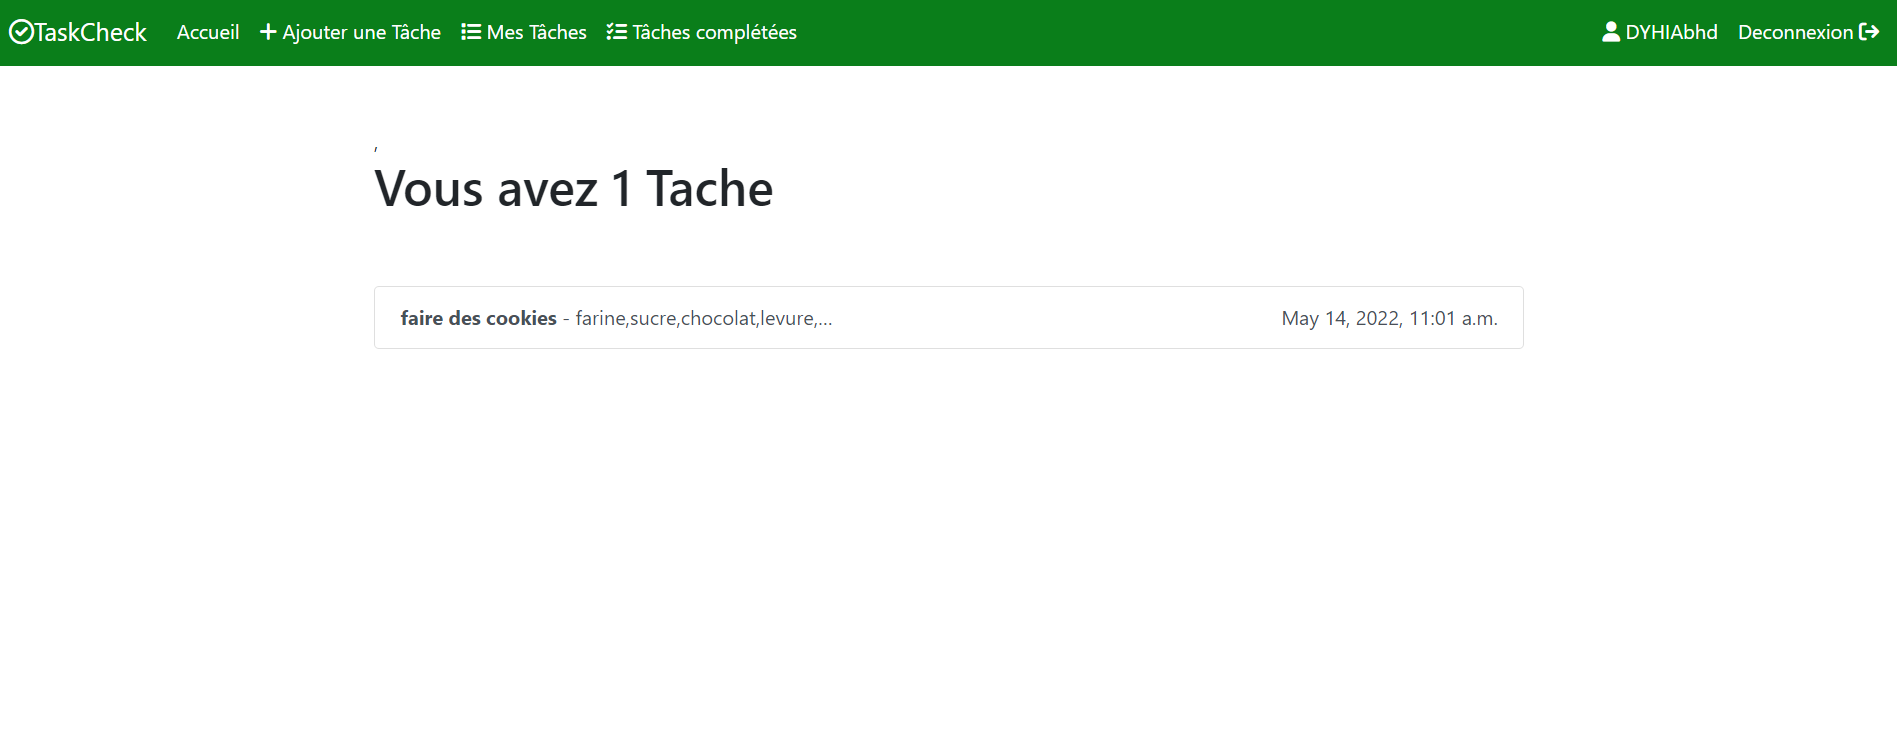 TaskCheck Accueil Ajouter une Tâche Mes Tâches Tâches complétées DYHIAbhd Deconnexion
,
Vous avez 1 Tache
faire des cookies - farine,sucre,chocolat,levure,... May 14, 2022, 11:01 a.m.